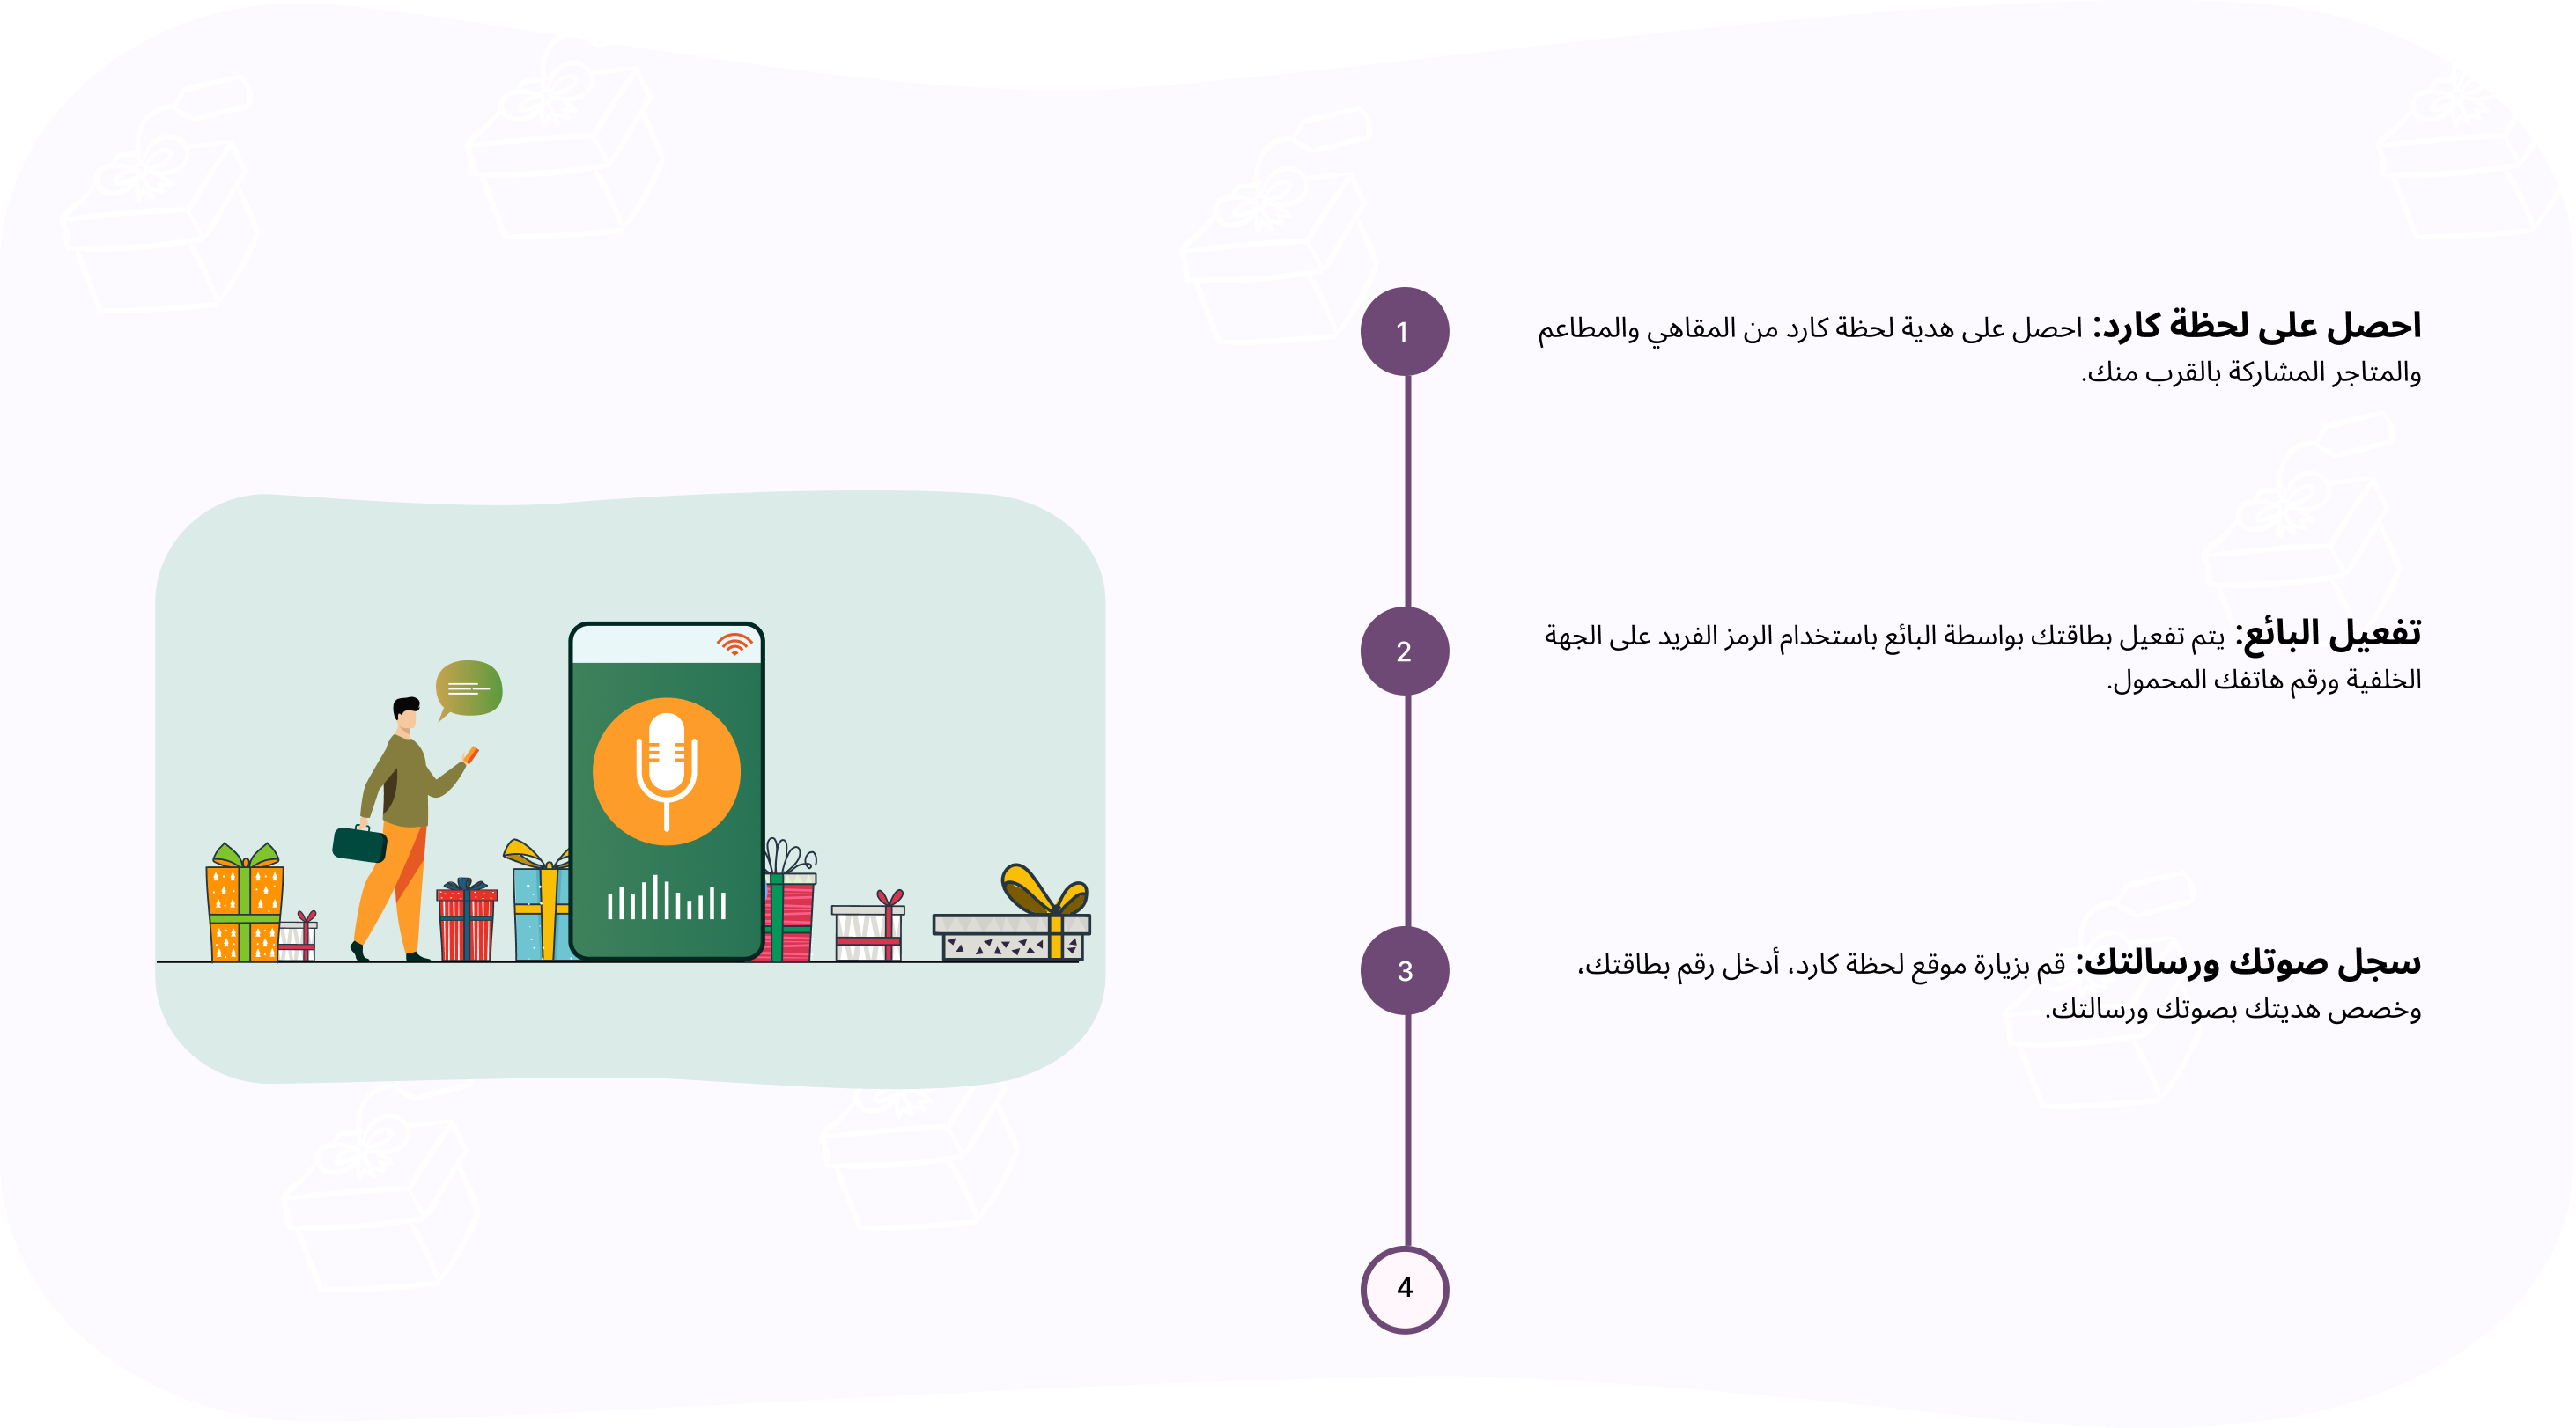 1
احصل على لحظة كارد: احصل على هدية لحظة كارد من المقاهي والمطاعم
والمتاجر المشاركة بالقرب منك.
2
تفعيل البائع: يتم تفعيل بطاقتك بواسطة البائع باستخدام الرمز الفريد على الجهة
الخلفية ورقم هاتفك المحمول.
3
سجل صوتك ورسالتك: قم بزيارة موقع لحظة كارد، أدخل رقم بطاقتك،
وخصص هديتك بصوتك ورسالتك.
4